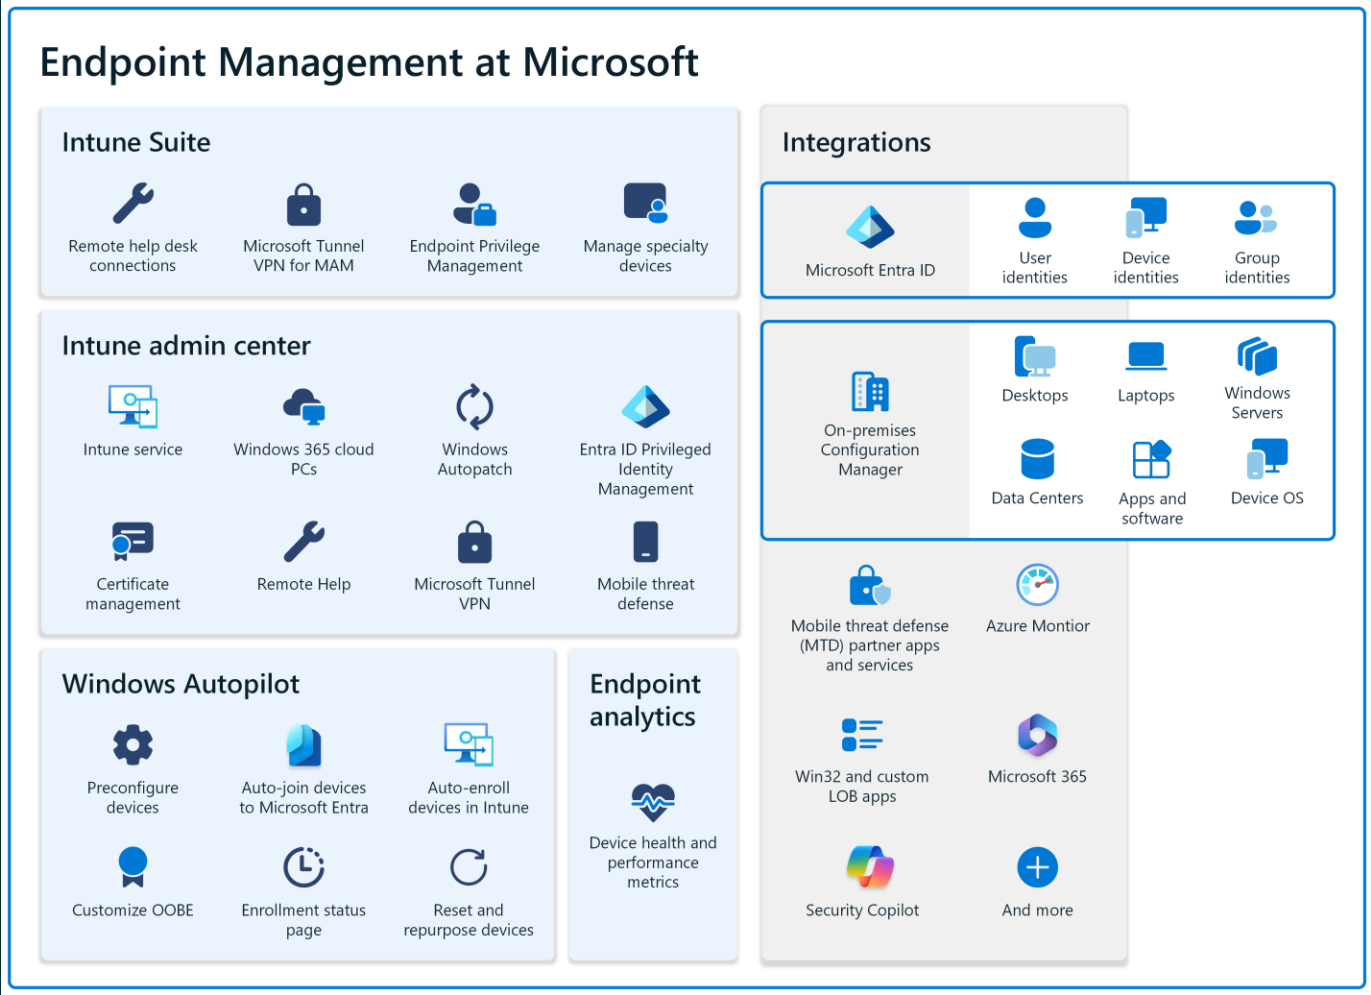 Endpoint Management at Microsoft
Intune Suite
Remote help desk
connections
Microsoft Tunnel
VPN for MAM
Endpoint Privilege
Management
Manage specialty
devices
Intune admin center
Intune service
Windows 365 cloud
PCs
Windows
Autopatch
Entra ID Privileged
Identity
Management
Certificate
management
Remote Help
Microsoft Tunnel
VPN
Mobile threat
defense
Windows Autopilot
Preconfigure
devices
Auto-join devices
to Microsoft Entra
Auto-enroll
devices in Intune
Customize OOBE
Enrollment status
page
Reset and
repurpose devices
Endpoint
analytics
Device health and
performance
metrics
Integrations
Microsoft Entra ID
User
identities
Device
identities
Group
identities
On-premises
Configuration
Manager
Desktops
Laptops
Windows
Servers
Data Centers
Apps and
software
Device OS
Mobile threat defense
(MTD) partner apps
and services
Azure Montior
Win32 and custom
LOB apps
Microsoft 365
Security Copilot
And more